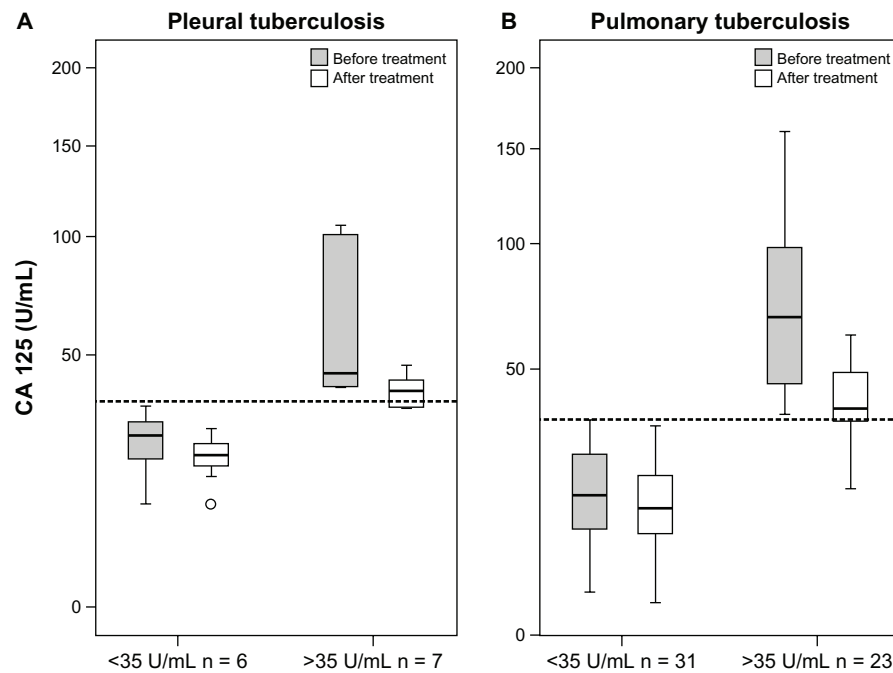 A Pleural tuberculosis
Before treatment
After treatment
CA 125 (U/mL)
200
150
100
50
0
<35 U/mL n = 6
>35 U/mL n = 7
B Pulmonary tuberculosis
Before treatment
After treatment
200
150
100
50
0
<35 U/mL n = 31
>35 U/mL n = 23